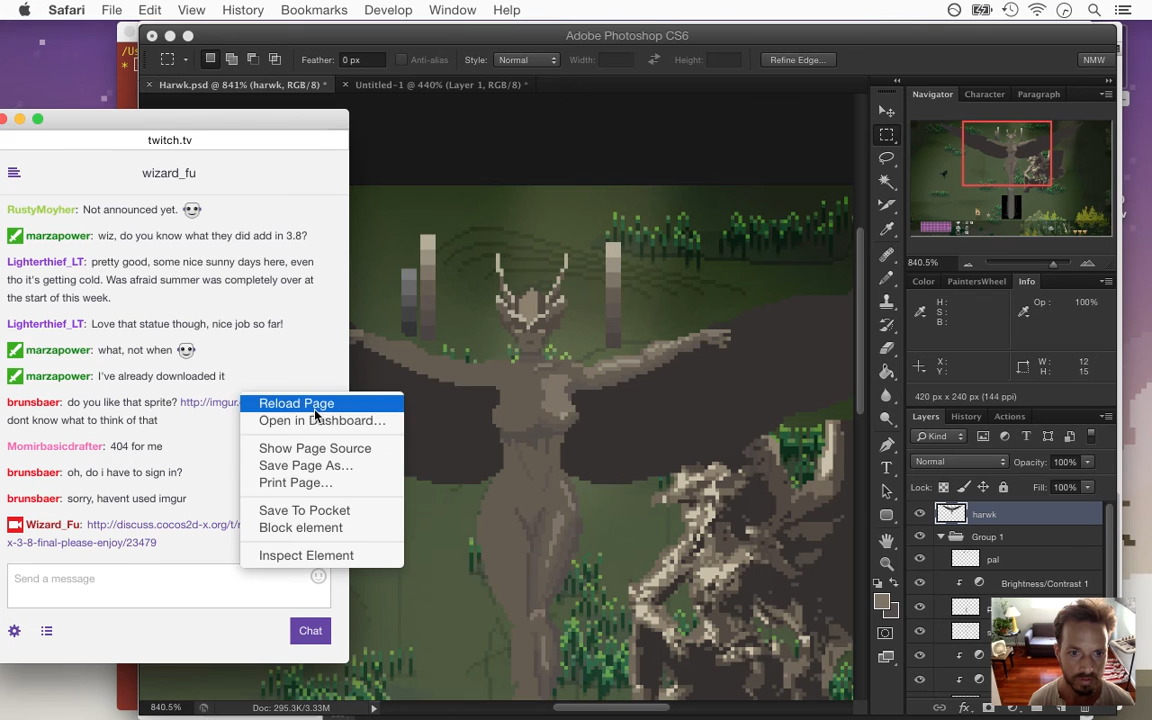 Safari File Edit View History Bookmarks Develop Window Help
Adobe Photoshop CS6
Feather: 0 px Anti-alias Style: Normal Width: Height: Refine Edge... NMW
Harwk.psd @ 841% (harwk, RGB/8) * Untitled-1 @ 440% (Layer 1, RGB/8) *
twitch.tv
wizard_fu
RustyMoyher: Not announced yet.
marzapower: wiz, do you know what they did add in 3.8?
Lighterthief_LT: pretty good, some nice sunny days here, even
tho it's getting cold. Was afraid summer was completely over at
the start of this week.
Lighterthief_LT: Love that statue though, nice job so far!
marzapower: what, not when
marzapower: I've already downloaded it
brunsbaer: do you like that sprite? http://imgur.
dont know what to think of that
Momirbasicdrafter: 404 for me
brunsbaer: oh, do i have to sign in?
brunsbaer: sorry, havent used imgur
Wizard_Fu: http://discuss.cocos2d-x.org/t/
x-3-8-final-please-enjoy/23479
Send a message
Chat
Reload Page
Open in Dashboard...
Show Page Source
Save Page As...
Print Page...
Save To Pocket
Block element
Inspect Element
Navigator Character Paragraph
840.5%
Color PaintersWheel Info
H:
S:
B:
Op: 100%
X:
Y:
W: 12
H: 15
420 px x 240 px (144 ppi)
Layers History Actions
Kind
Normal Opacity: 100%
Lock: Fill: 100%
harwk
Group 1
pal
Brightness/Contrast 1
840.5% Doc: 295.3K/3.33M